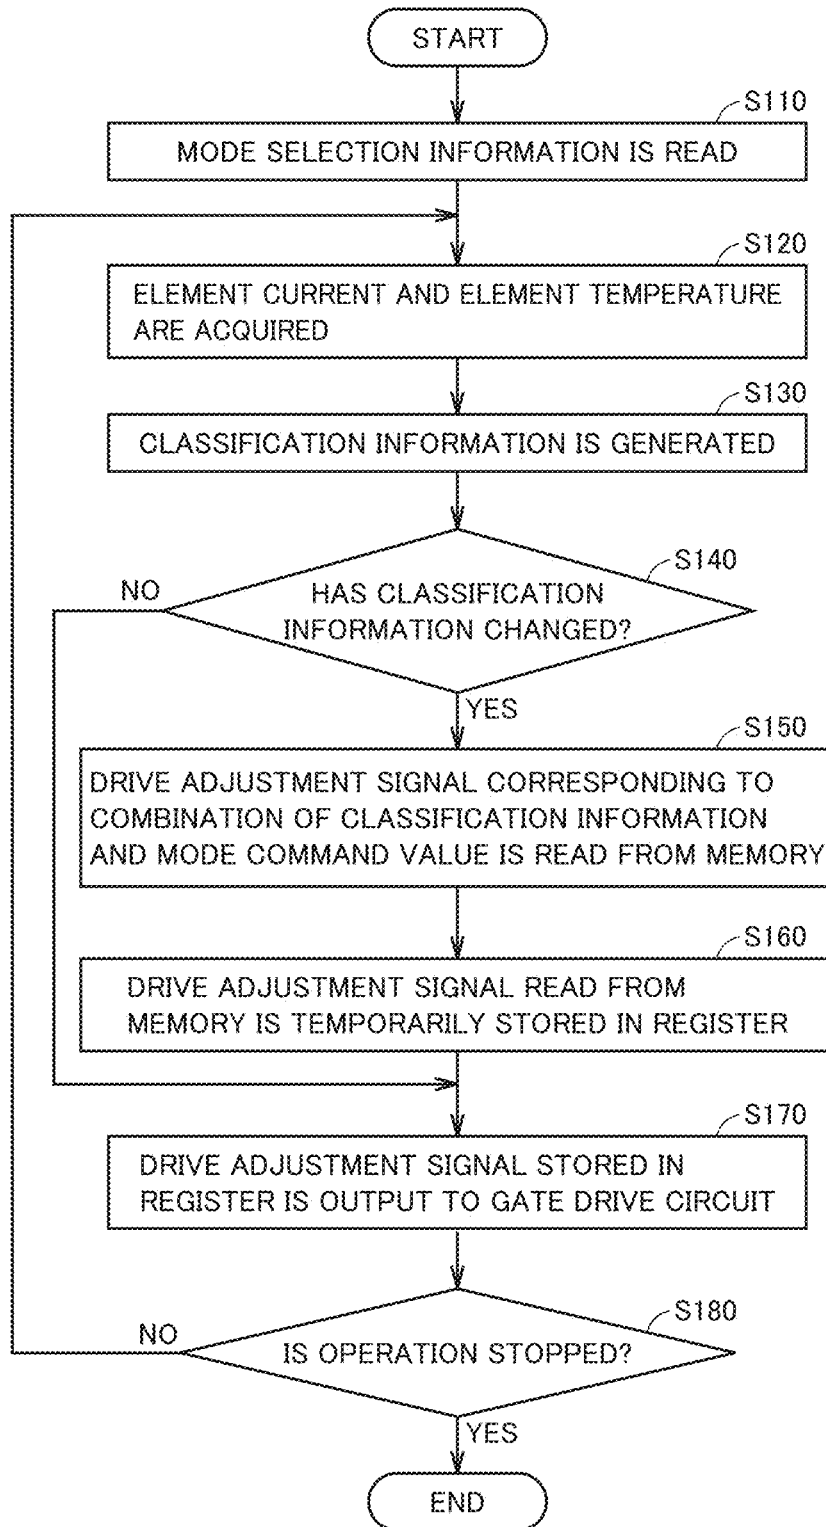 START
S110
MODE SELECTION INFORMATION IS READ
S120
ELEMENT CURRENT AND ELEMENT TEMPERATURE
ARE ACQUIRED
S130
CLASSIFICATION INFORMATION IS GENERATED
S140
NO
HAS CLASSIFICATION
INFORMATION CHANGED?
YES
S150
DRIVE ADJUSTMENT SIGNAL CORRESPONDING TO
COMBINATION OF CLASSIFICATION INFORMATION
AND MODE COMMAND VALUE IS READ FROM MEMORY
S160
DRIVE ADJUSTMENT SIGNAL READ FROM
MEMORY IS TEMPORARILY STORED IN REGISTER
S170
DRIVE ADJUSTMENT SIGNAL STORED IN
REGISTER IS OUTPUT TO GATE DRIVE CIRCUIT
S180
NO
IS OPERATION STOPPED?
YES
END